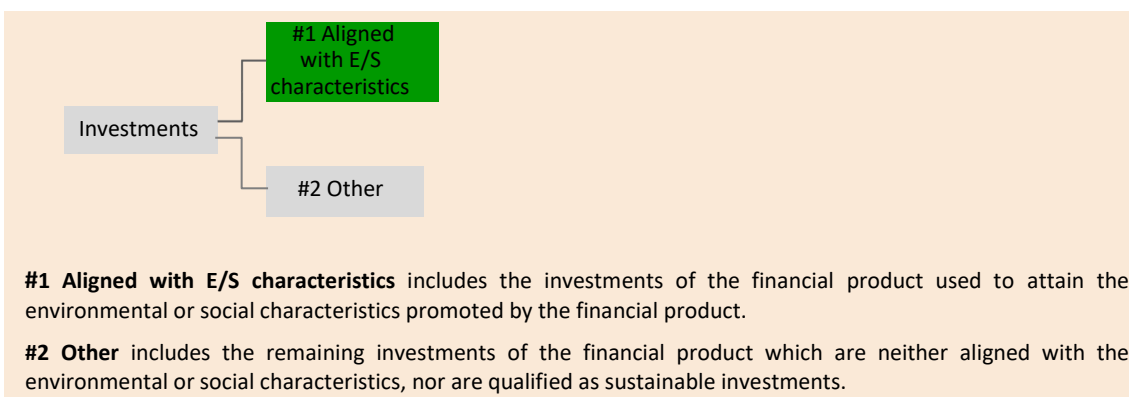 #1 Aligned
with E/S
characteristics
Investments
#2 Other
#1 Aligned with E/S characteristics includes the investments of the financial product used to attain the
environmental or social characteristics promoted by the financial product.
#2 Other includes the remaining investments of the financial product which are neither aligned with the
environmental or social characteristics, nor are qualified as sustainable investments.